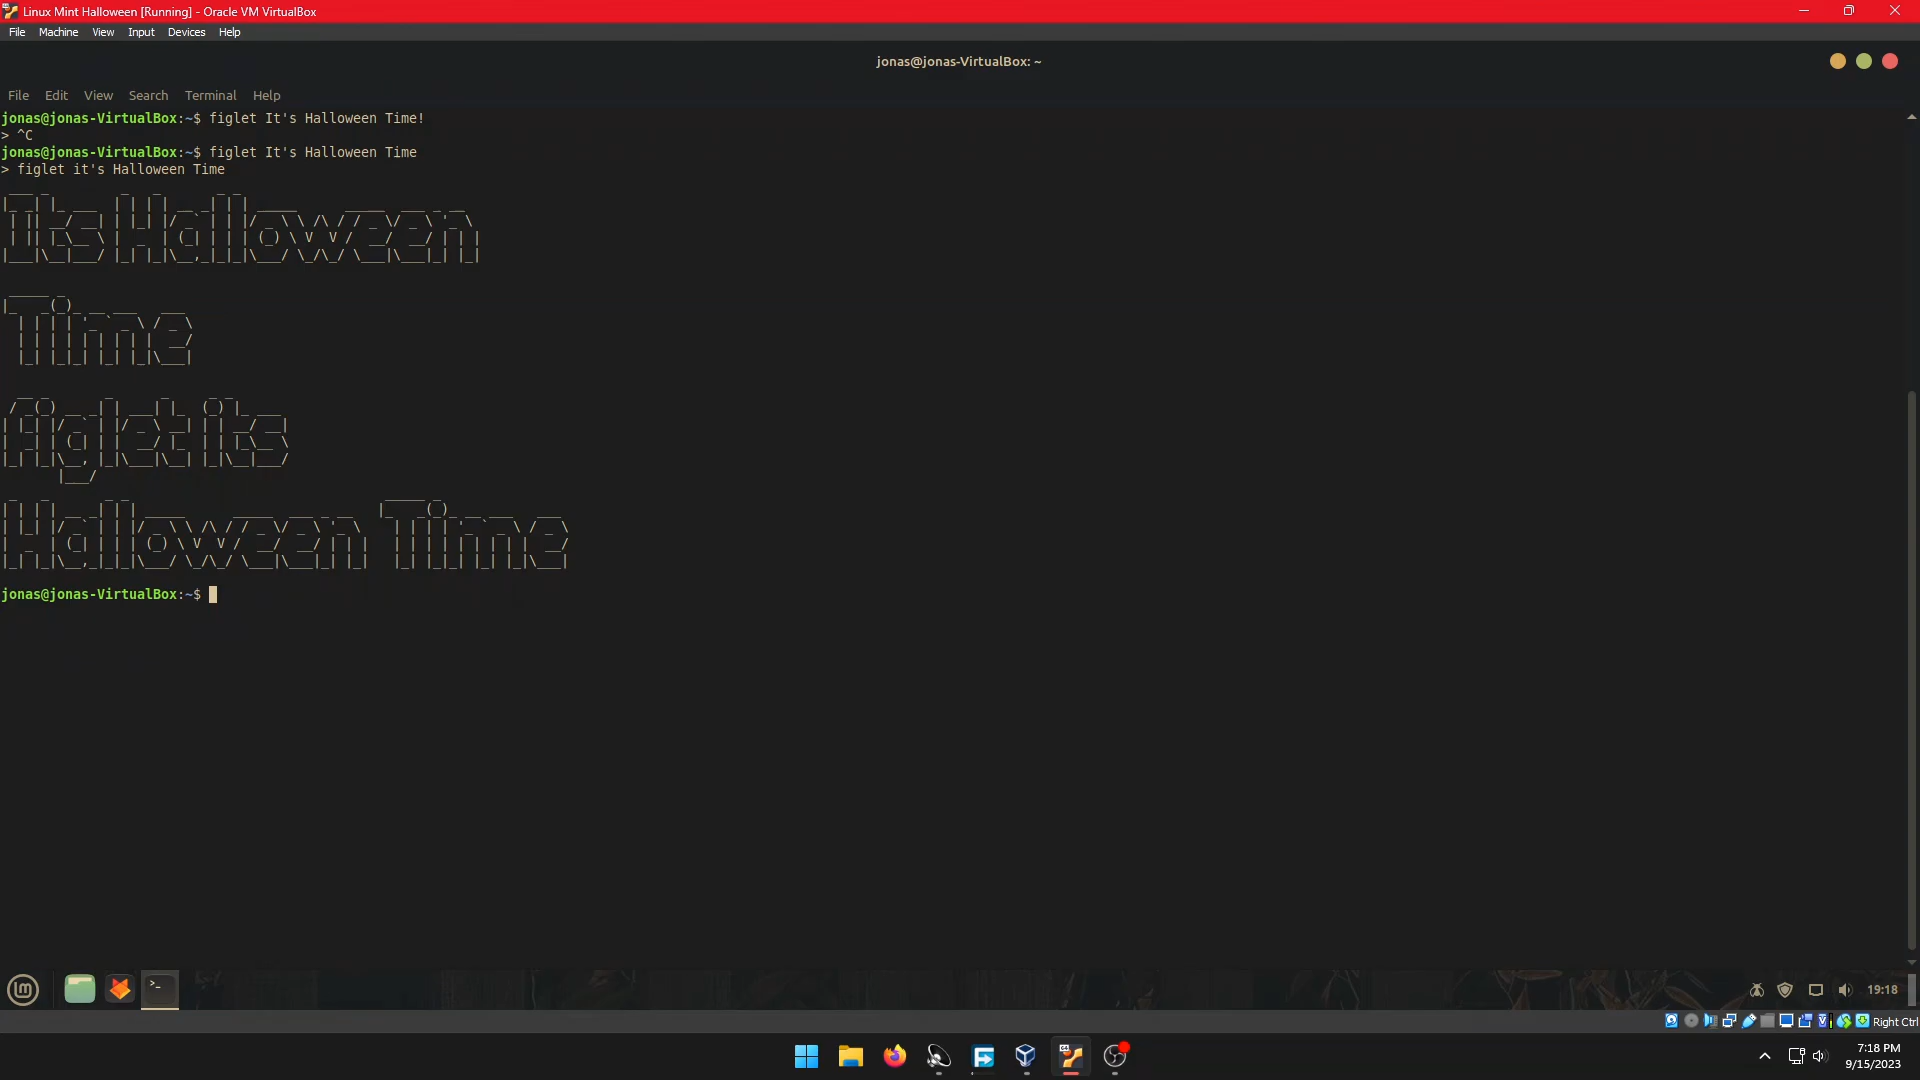 Linux Mint Halloween [Running] - Oracle VM VirtualBox
File Machine View Input Devices Help
jonas@jonas-VirtualBox: ~
File Edit View Search Terminal Help
jonas@jonas-VirtualBox:~$ figlet It's Halloween Time!
> ^C
jonas@jonas-VirtualBox:~$ figlet It's Halloween Time
> figlet it's Halloween Time
Its Halloween
Time
figlet its
Halloween Time
jonas@jonas-VirtualBox:~$
19:18
Right Ctrl
7:18 PM
9/15/2023